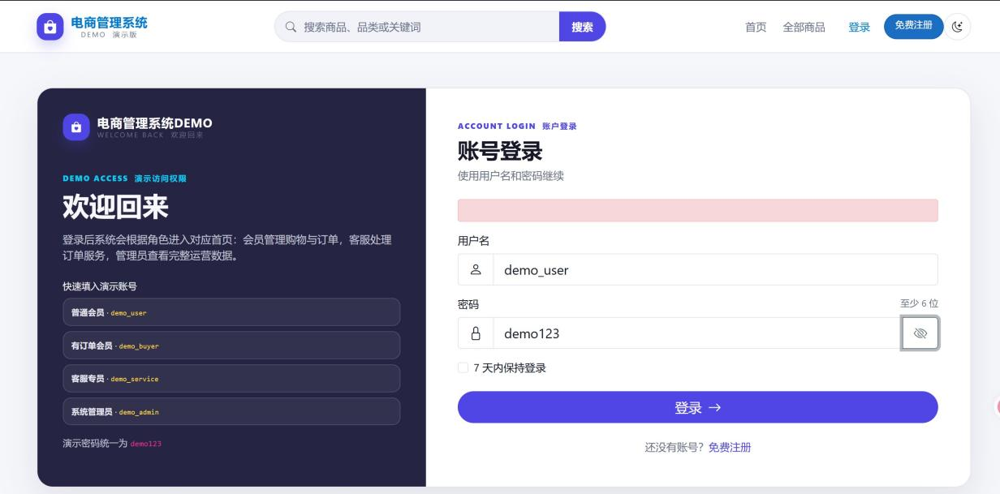 电商管理系统
DEMO 演示版
搜索商品、品类或关键词
搜索
首页
全部商品
登录
免费注册
电商管理系统DEMO
WELCOME BACK 欢迎回来
DEMO ACCESS 演示访问权限
欢迎回来
登录后系统会根据角色进入对应首页：会员管理购物与订单，客服处理
订单服务，管理员查看完整运营数据。
快速填入演示账号
普通会员 · demo_user
有订单会员 · demo_buyer
客服专员 · demo_service
系统管理员 · demo_admin
演示密码统一为 demo123
ACCOUNT LOGIN 账户登录
账号登录
使用用户名和密码继续
用户名
demo_user
密码
至少 6 位
demo123
7 天内保持登录
登录 →
还没有账号？免费注册